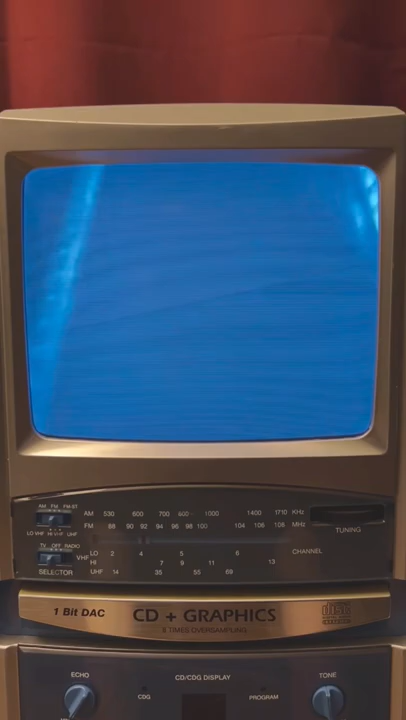 AM FM FM-ST
LO VHF HI VHF UHF
TV OFF RADIO
SELECTOR
AM 530 600 700 800 1000 1400 1710 KHz
FM 88 90 92 94 96 98 100 104 106 108 MHz
TUNING
VHF LO 2 4 5 6 CHANNEL
HI 7 9 11 13
UHF 14 35 55 69
1 Bit DAC CD + GRAPHICS disc
8 TIMES OVERSAMPLING
ECHO CD/CDG DISPLAY TONE
CDG PROGRAM